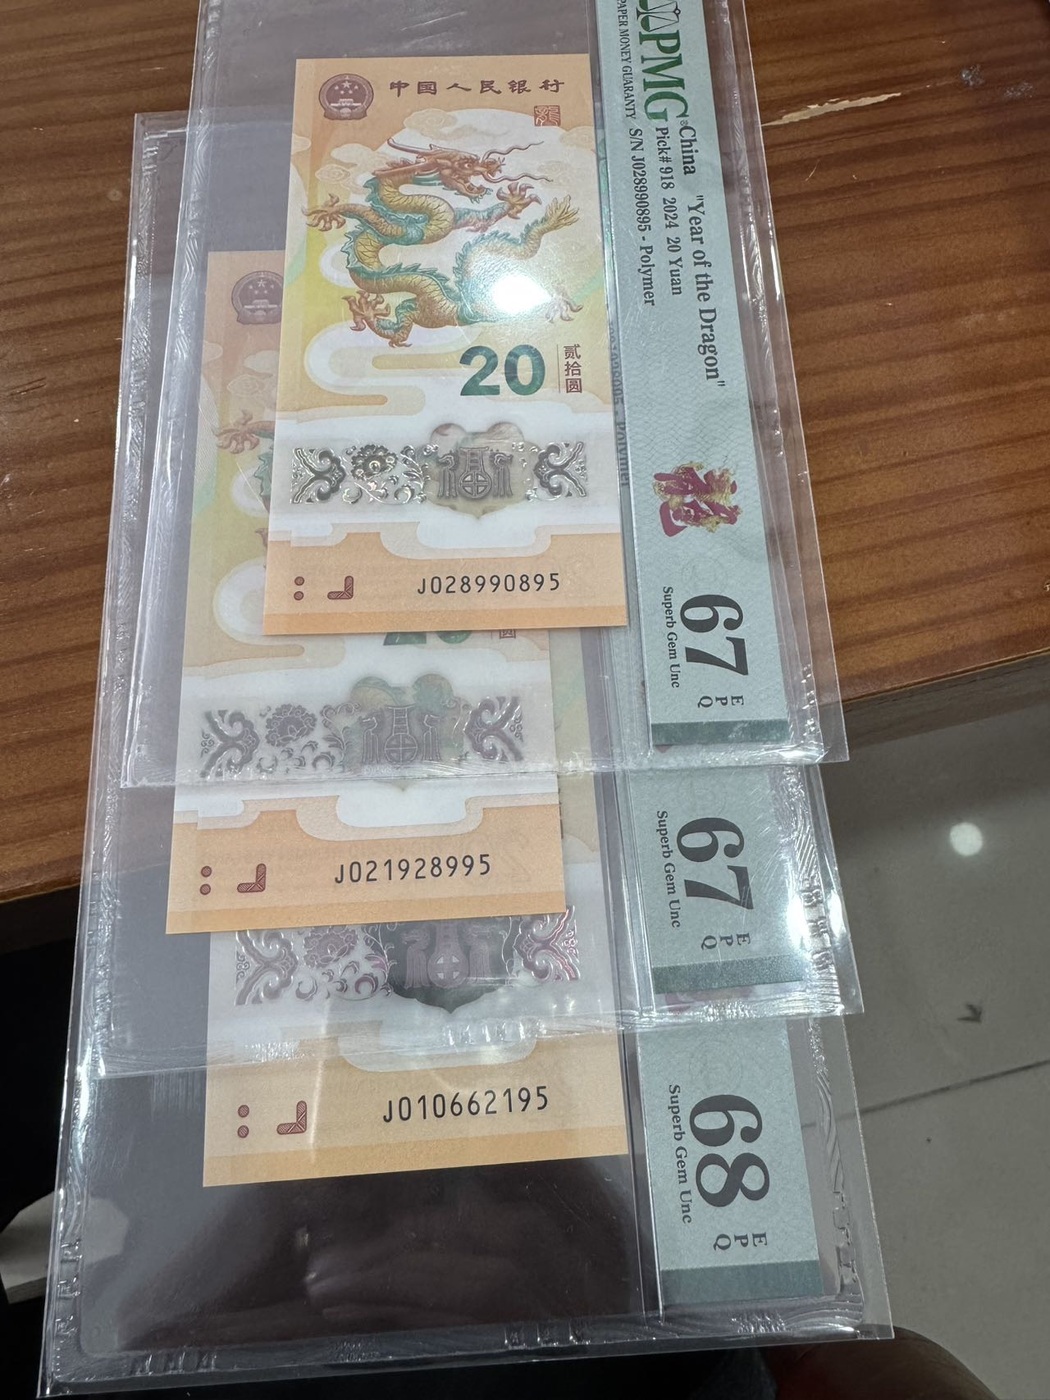 中国人民银行
20
贰拾圆
J028990895
PMG
PAPER MONEY GUARANTY
China "Year of the Dragon"
Pick# 918 2024 20 Yuan
S/N J028990895 - Polymer
67 EPQ
Superb Gem Unc
J021928995
67 EPQ
Superb Gem Unc
J010662195
68 EPQ
Superb Gem Unc